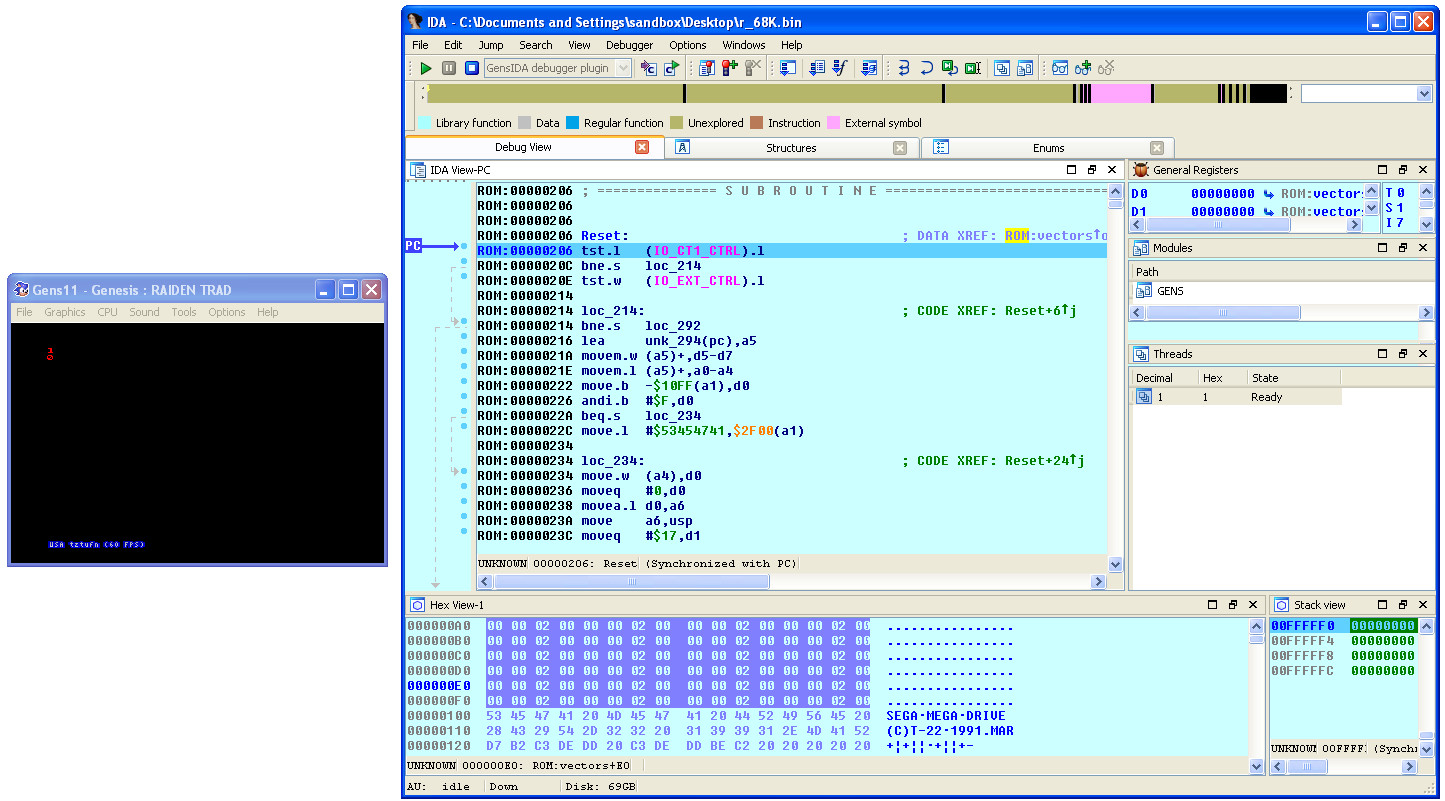 Gens11 - Genesis : RAIDEN TRAD
File Graphics CPU Sound Tools Options Help
1
0
(60 FPS)
IDA - C:\Documents and Settings\sandbox\Desktop\r_68K.bin
File Edit Jump Search View Debugger Options Windows Help
GensIDA debugger plugin
Library function Data Regular function Unexplored Instruction External symbol
Debug View Structures Enums
IDA View-PC
ROM:00000206 ; =============== S U B R O U T I N E =======================================
ROM:00000206
ROM:00000206
ROM:00000206 Reset: ; DATA XREF: ROM:vectors↑o
PC
ROM:00000206 tst.l (IO_CT1_CTRL).l
ROM:0000020C bne.s loc_214
ROM:0000020E tst.w (IO_EXT_CTRL).l
ROM:00000214
ROM:00000214 loc_214: ; CODE XREF: Reset+6↑j
ROM:00000214 bne.s loc_292
ROM:00000216 lea unk_294(pc),a5
ROM:0000021A movem.w (a5)+,d5-d7
ROM:0000021E movem.l (a5)+,a0-a4
ROM:00000222 move.b -$10FF(a1),d0
ROM:00000226 andi.b #$F,d0
ROM:0000022A beq.s loc_234
ROM:0000022C move.l #$53454741,$2F00(a1)
ROM:00000234
ROM:00000234 loc_234: ; CODE XREF: Reset+24↑j
ROM:00000234 move.w (a4),d0
ROM:00000236 moveq #0,d0
ROM:00000238 movea.l d0,a6
ROM:0000023A move a6,usp
ROM:0000023C moveq #$17,d1
UNKNOWN 00000206: Reset (Synchronized with PC)
General Registers
D0 00000000 ROM:vector:
D1 00000000 ROM:vector:
T 0
S 1
I 7
Modules
Path
GENS
Threads
Decimal Hex State
1 1 Ready
Hex View-1
000000A0 00 00 02 00 00 00 02 00 00 00 02 00 00 00 02 00 ................
000000B0 00 00 02 00 00 00 02 00 00 00 02 00 00 00 02 00 ................
000000C0 00 00 02 00 00 00 02 00 00 00 02 00 00 00 02 00 ................
000000D0 00 00 02 00 00 00 02 00 00 00 02 00 00 00 02 00 ................
000000E0 00 00 02 00 00 00 02 00 00 00 02 00 00 00 02 00 ................
000000F0 00 00 02 00 00 00 02 00 00 00 02 00 00 00 02 00 ................
00000100 53 45 47 41 20 4D 45 47 41 20 44 52 49 56 45 20 SEGA·MEGA·DRIVE
00000110 28 43 29 54 2D 32 32 20 31 39 39 31 2E 4D 41 52 (C)T-22·1991.MAR
00000120 D7 B2 C3 DE DD 20 C3 DE DD BE C2 20 20 20 20 20 +¦+¦¦·+¦¦+-
UNKNOWN 000000E0: ROM:vectors+E0
Stack view
00FFFFF0 00000000
00FFFFF4 00000000
00FFFFF8 00000000
00FFFFFC 00000000
UNKNOWN 00FFFF (Synch
AU: idle Down Disk: 69GB